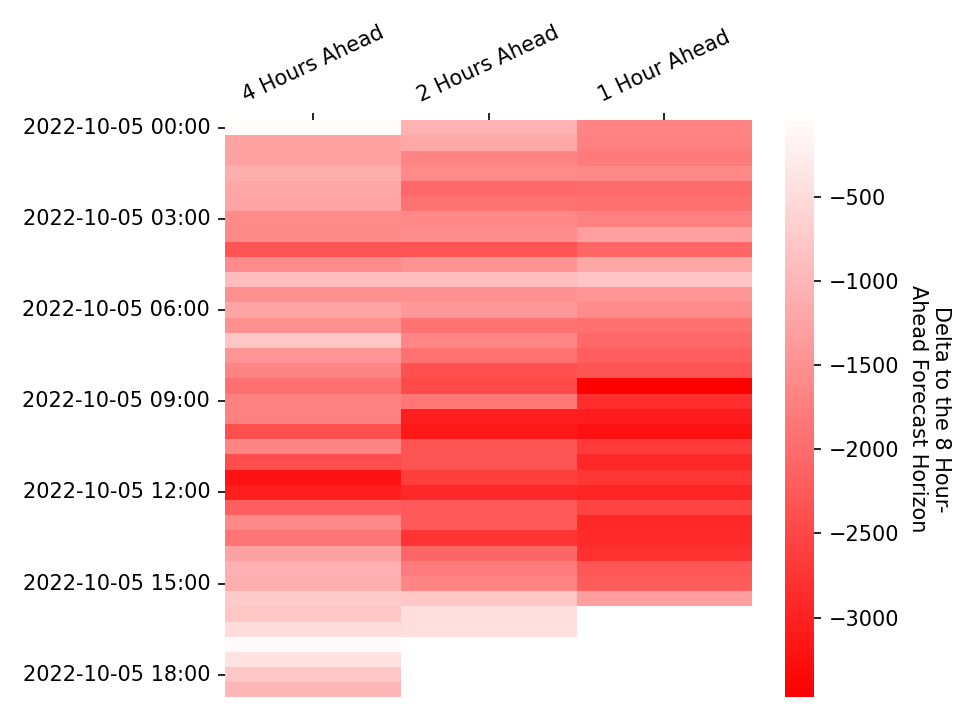 4 Hours Ahead
2 Hours Ahead
1 Hour Ahead
2022-10-05 00:00
2022-10-05 03:00
2022-10-05 06:00
2022-10-05 09:00
2022-10-05 12:00
2022-10-05 15:00
2022-10-05 18:00
−500
−1000
−1500
−2000
−2500
−3000
Delta to the 8 Hour-
Ahead Forecast Horizon